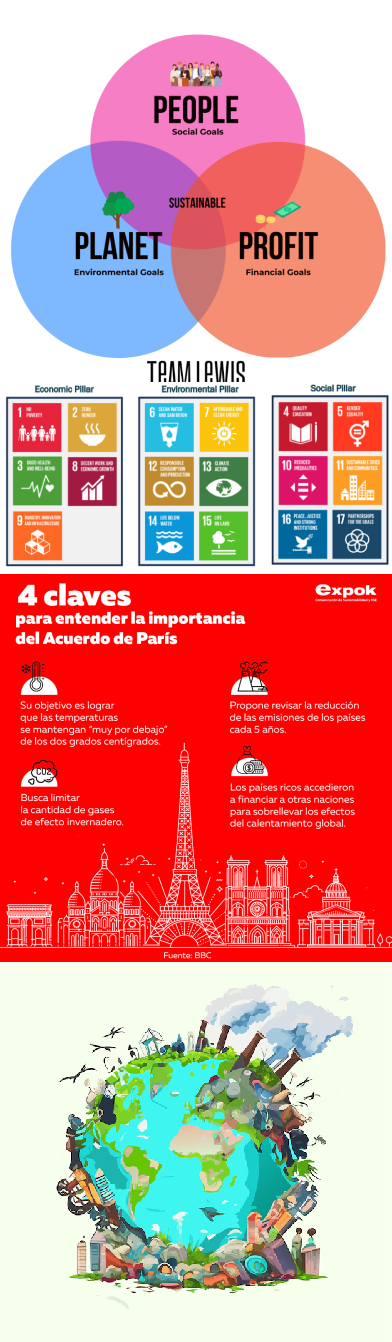 PEOPLE
Social Goals
SUSTAINABLE
PLANET
Environmental Goals
PROFIT
Financial Goals
TEAM LEWIS
Economic Pillar
Environmental Pillar
Social Pillar
1 NO POVERTY
2 ZERO HUNGER
6 CLEAN WATER AND SANITATION
7 AFFORDABLE AND CLEAN ENERGY
4 QUALITY EDUCATION
5 GENDER EQUALITY
3 GOOD HEALTH AND WELL-BEING
8 DECENT WORK AND ECONOMIC GROWTH
12 RESPONSIBLE CONSUMPTION AND PRODUCTION
13 CLIMATE ACTION
10 REDUCED INEQUALITIES
11 SUSTAINABLE CITIES AND COMMUNITIES
9 INDUSTRY, INNOVATION AND INFRASTRUCTURE
14 LIFE BELOW WATER
15 LIFE ON LAND
16 PEACE, JUSTICE AND STRONG INSTITUTIONS
17 PARTNERSHIPS FOR THE GOALS
4 claves
para entender la importancia
del Acuerdo de París
expok
Comunicación de Sustentabilidad y RSE
Su objetivo es lograr
que las temperaturas
se mantengan “muy por debajo”
de los dos grados centígrados.
Propone revisar la reducción
de las emisiones de los países
cada 5 años.
CO2
Busca limitar
la cantidad de gases
de efecto invernadero.
Los países ricos accedieron
a financiar a otras naciones
para sobrellevar los efectos
del calentamiento global.
Fuente: BBC